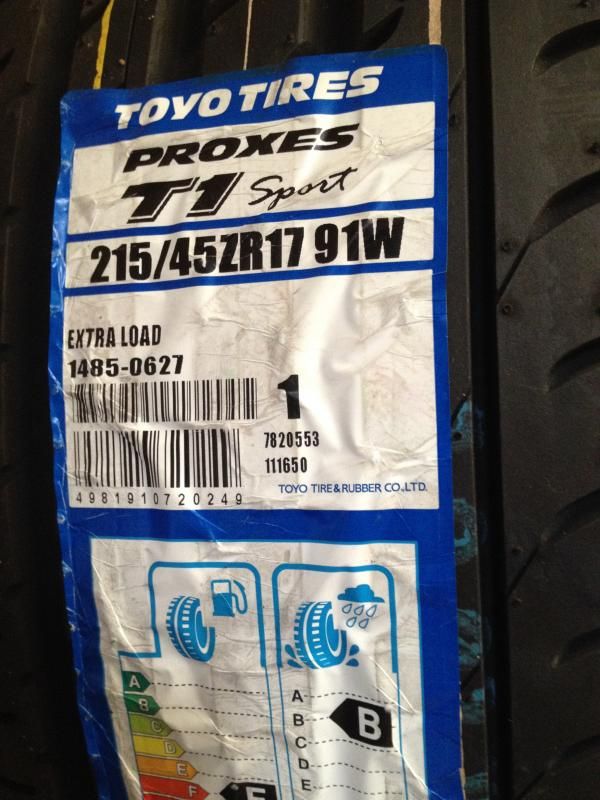 TOYO TIRES
PROXES
T1 Sport
215/45ZR17 91W
EXTRA LOAD
1485-0627
1
7820553
111650
4981910720249
TOYO TIRE & RUBBER CO.,LTD.
A
B
C
D
E
F
A
B
C
D
E
B